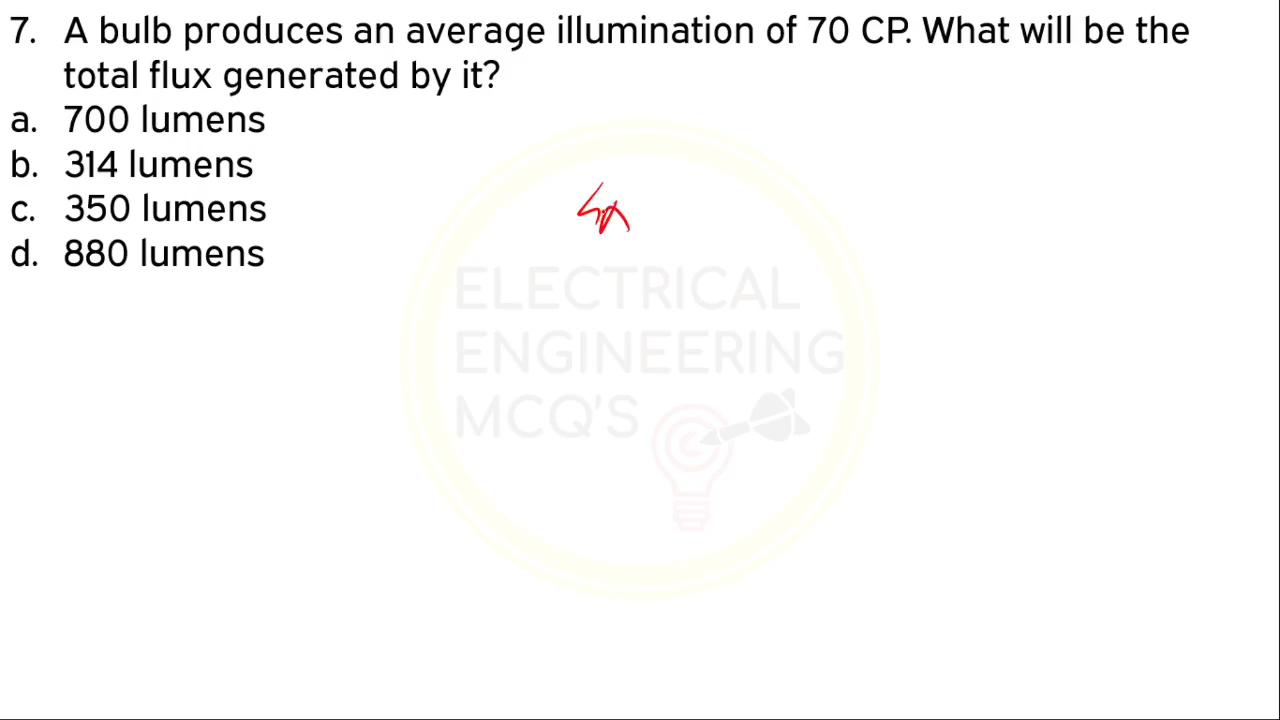 7. A bulb produces an average illumination of 70 CP. What will be the
total flux generated by it?
a. 700 lumens
b. 314 lumens
c. 350 lumens
d. 880 lumens
ELECTRICAL
ENGINEERING
MCQ'S